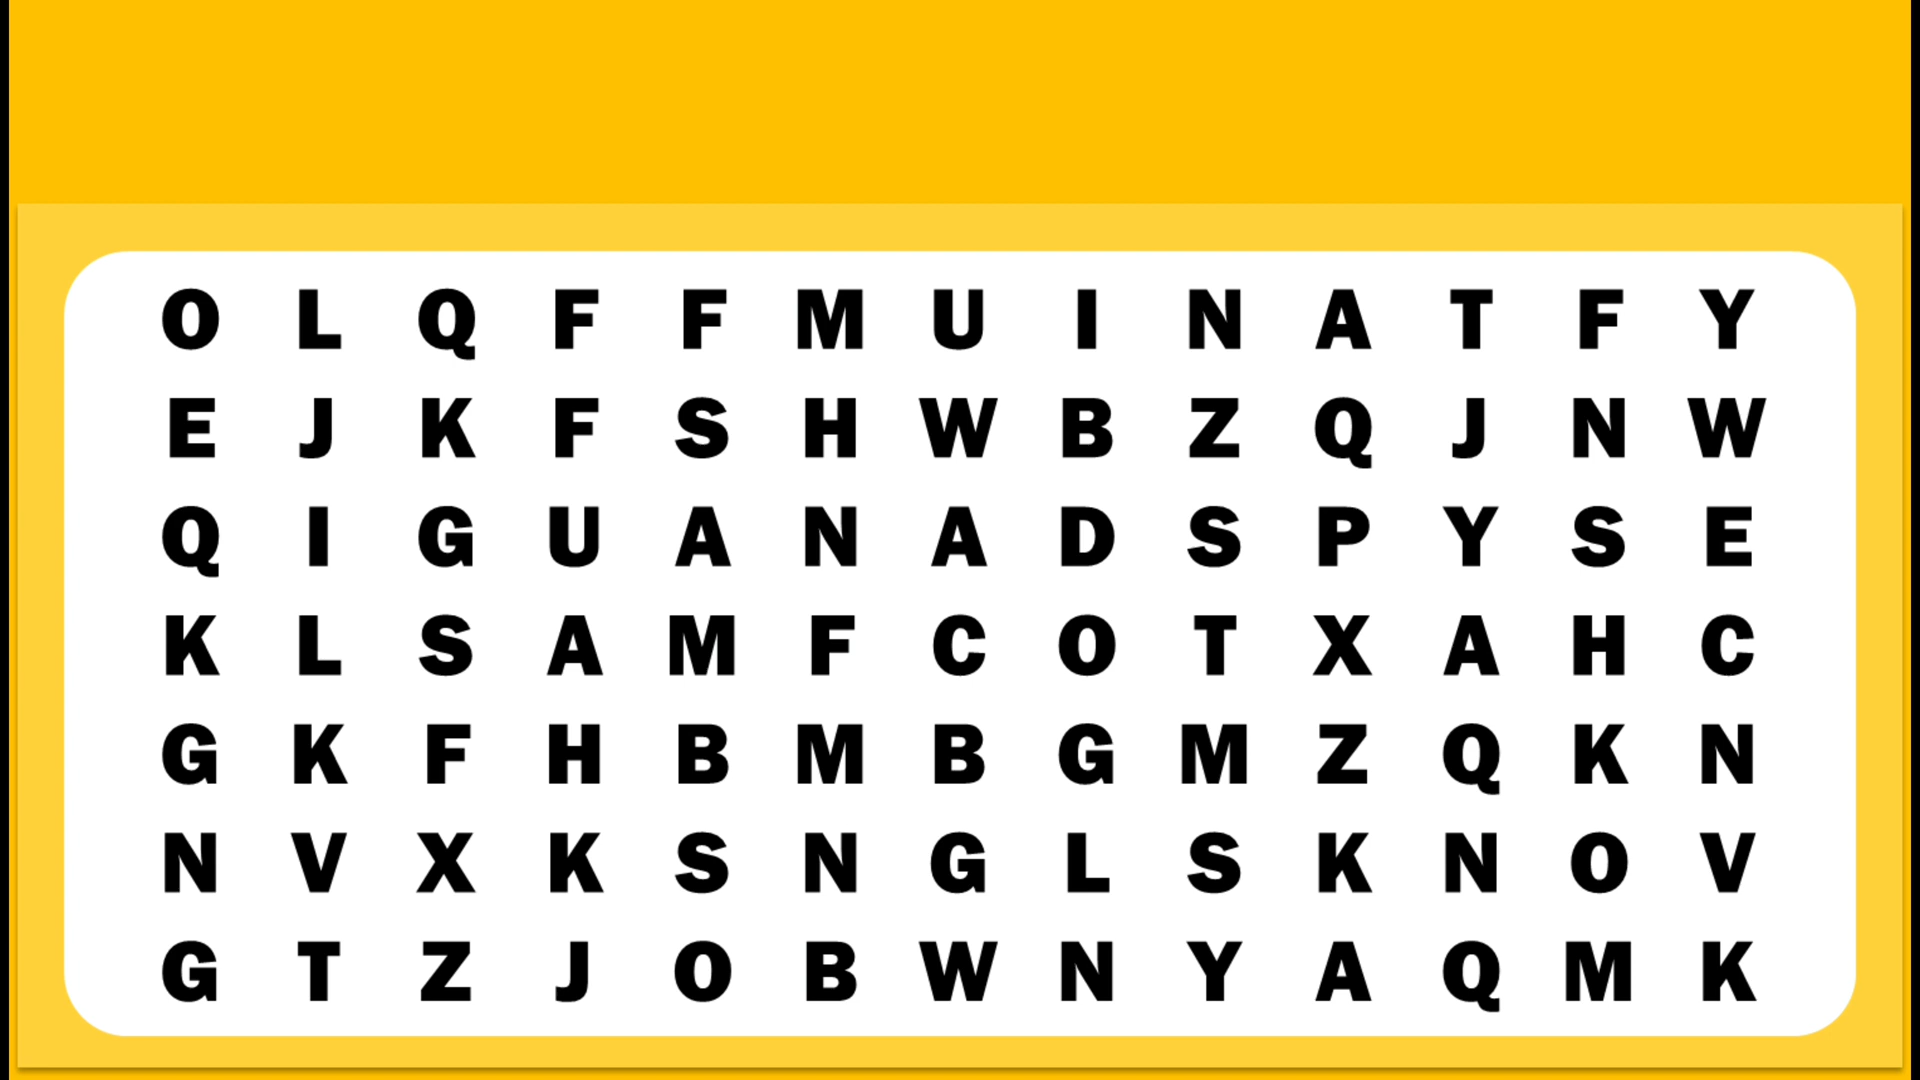 O L Q F F M U I N A T F Y
E J K F S H W B Z Q J N W
Q I G U A N A D S P Y S E
K L S A M F C O T X A H C
G K F H B M B G M Z Q K N
N V X K S N G L S K N O V
G T Z J O B W N Y A Q M K